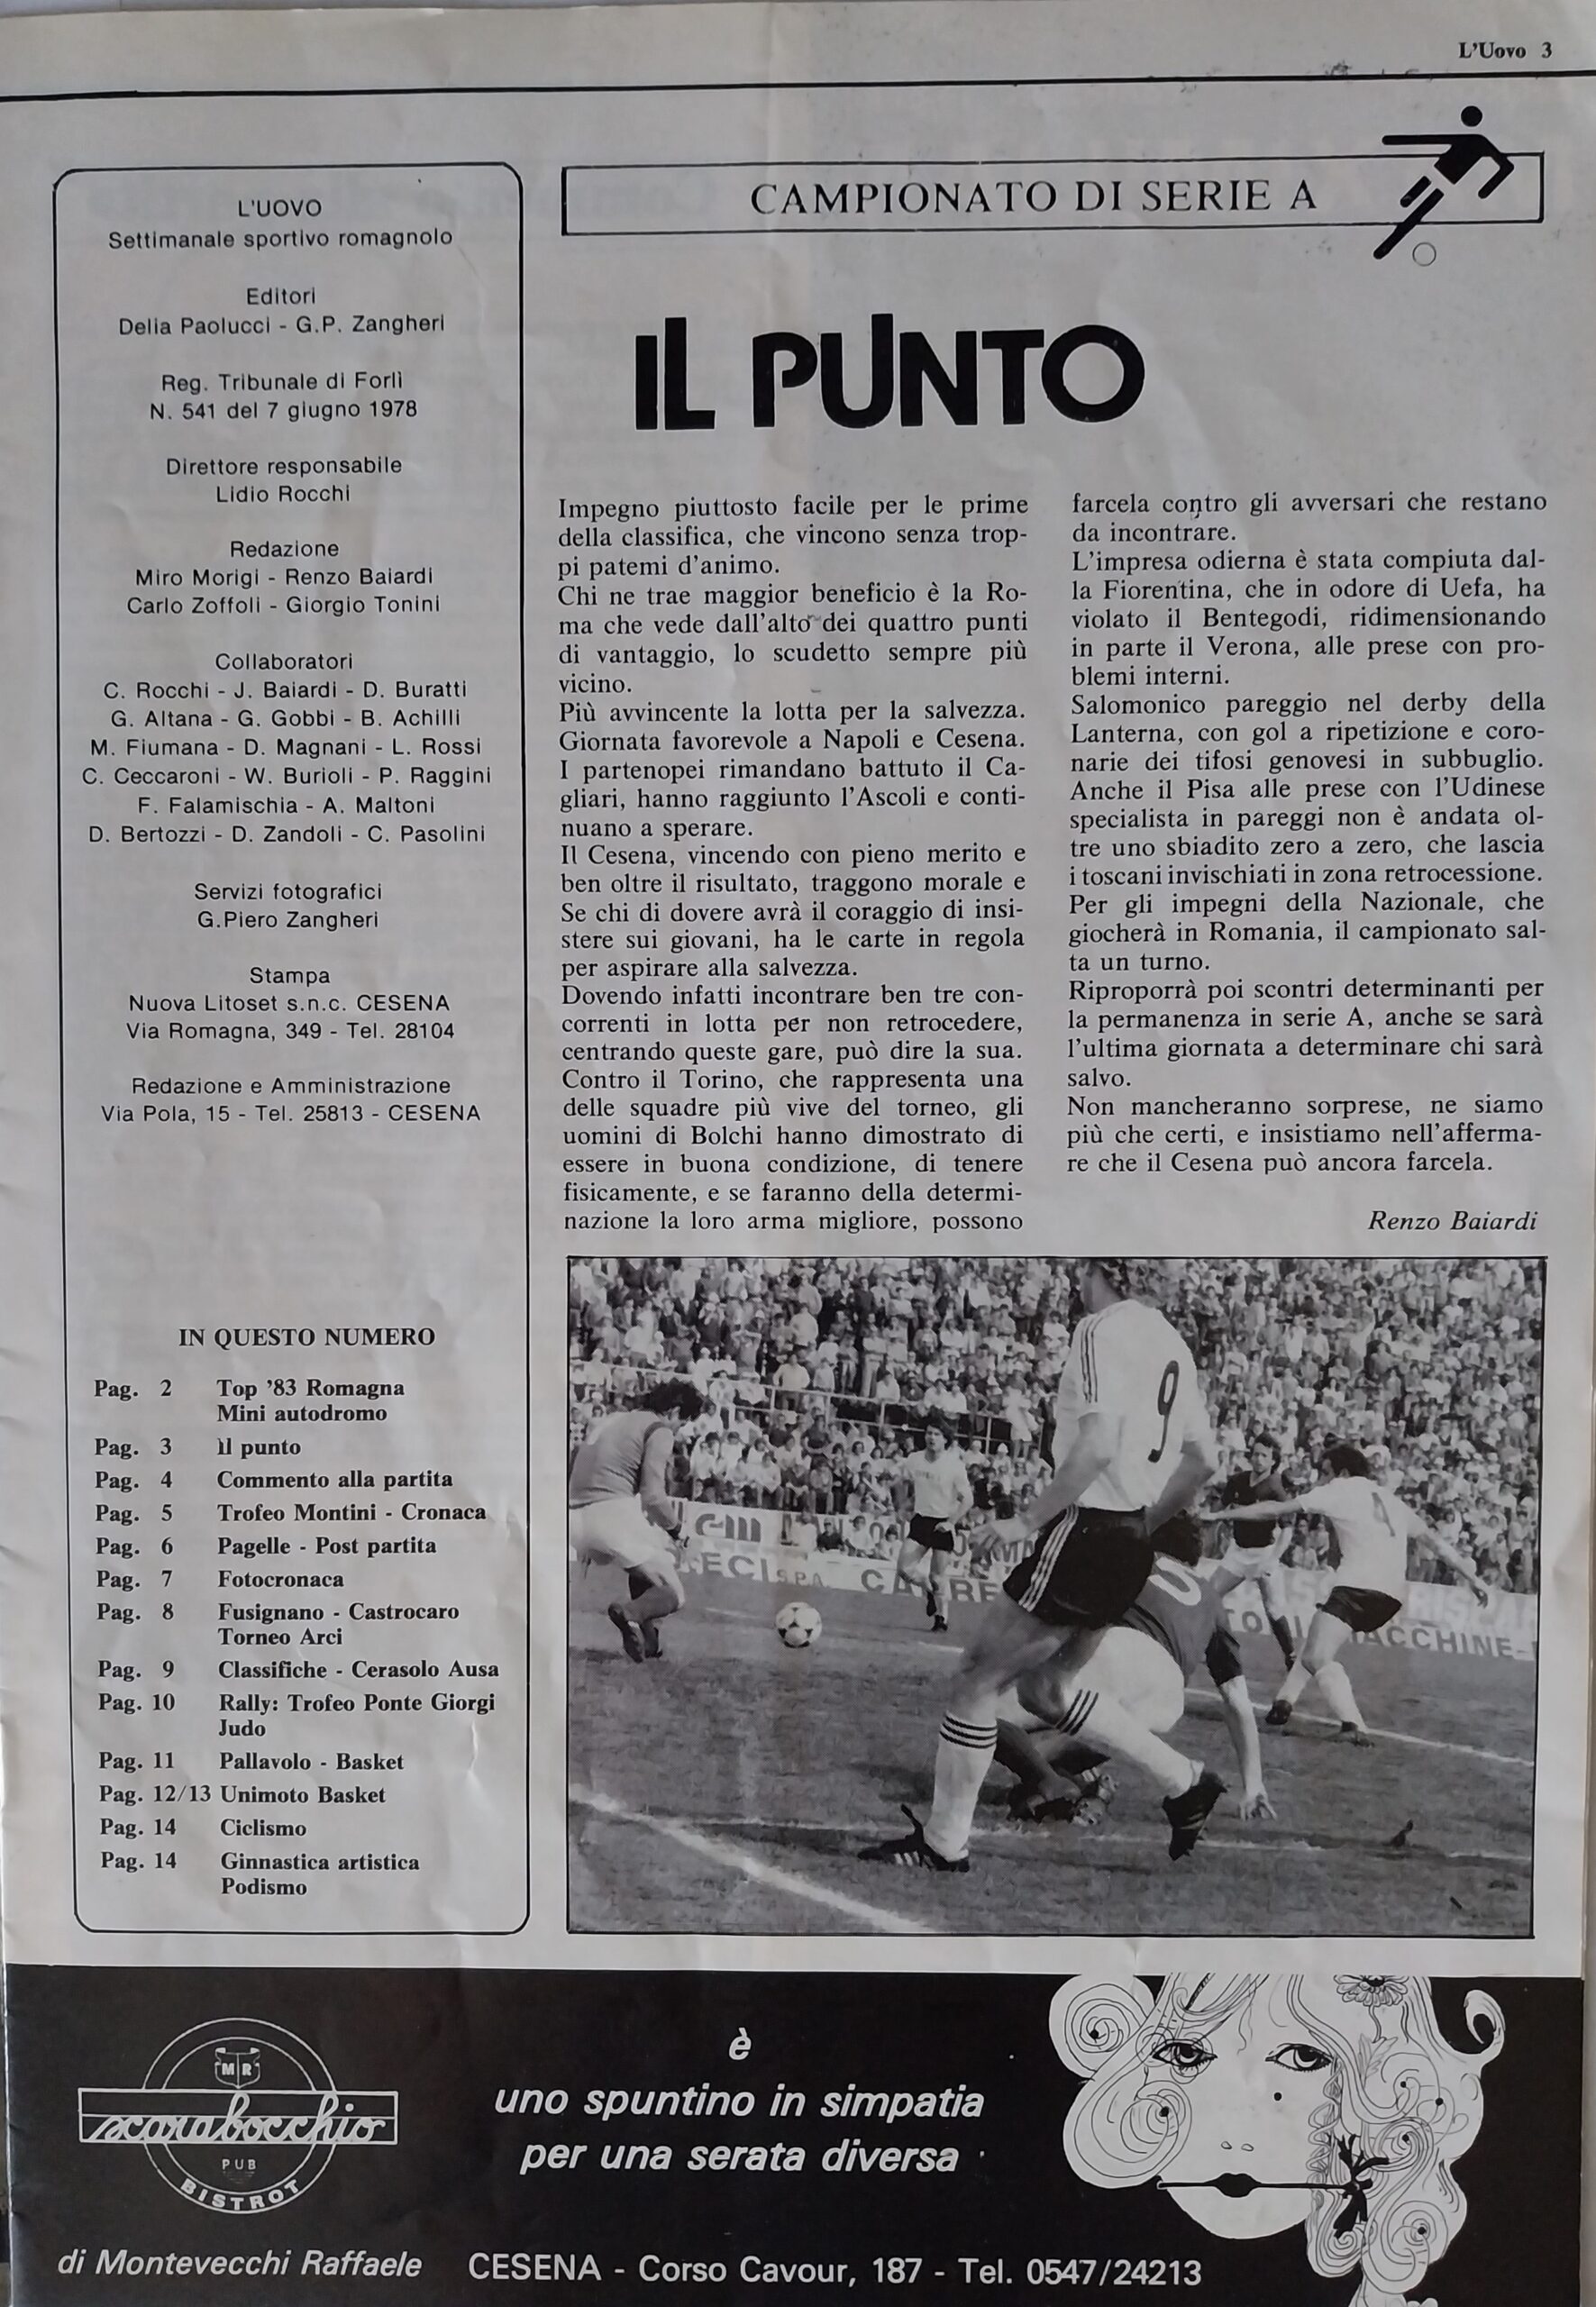 L'Uovo 3
L'UOVO
Settimanale sportivo romagnolo
Editori
Delia Paolucci - G.P. Zangheri
Reg. Tribunale di Forlì
N. 541 del 7 giugno 1978
Direttore responsabile
Lidio Rocchi
Redazione
Miro Morigi - Renzo Baiardi
Carlo Zoffoli - Giorgio Tonini
Collaboratori
C. Rocchi - J. Baiardi - D. Buratti
G. Altana - G. Gobbi - B. Achilli
M. Fiumana - D. Magnani - L. Rossi
C. Ceccaroni - W. Burioli - P. Raggini
F. Falamischia - A. Maltoni
D. Bertozzi - D. Zandoli - C. Pasolini
Servizi fotografici
G.Piero Zangheri
Stampa
Nuova Litoset s.n.c. CESENA
Via Romagna, 349 - Tel. 28104
Redazione e Amministrazione
Via Pola, 15 - Tel. 25813 - CESENA
IN QUESTO NUMERO
Pag. 2 Top '83 Romagna
Mini autodromo
Pag. 3 il punto
Pag. 4 Commento alla partita
Pag. 5 Trofeo Montini - Cronaca
Pag. 6 Pagelle - Post partita
Pag. 7 Fotocronaca
Pag. 8 Fusignano - Castrocaro
Torneo Arci
Pag. 9 Classifiche - Cerasolo Ausa
Pag. 10 Rally: Trofeo Ponte Giorgi
Judo
Pag. 11 Pallavolo - Basket
Pag. 12/13 Unimoto Basket
Pag. 14 Ciclismo
Pag. 14 Ginnastica artistica
Podismo
CAMPIONATO DI SERIE A
IL PUNTO
Impegno piuttosto facile per le prime
della classifica, che vincono senza trop-
pi patemi d'animo.
Chi ne trae maggior beneficio è la Ro-
ma che vede dall'alto dei quattro punti
di vantaggio, lo scudetto sempre più
vicino.
Più avvincente la lotta per la salvezza.
Giornata favorevole a Napoli e Cesena.
I partenopei rimandano battuto il Ca-
gliari, hanno raggiunto l'Ascoli e conti-
nuano a sperare.
Il Cesena, vincendo con pieno merito e
ben oltre il risultato, traggono morale e
Se chi di dovere avrà il coraggio di insi-
stere sui giovani, ha le carte in regola
per aspirare alla salvezza.
Dovendo infatti incontrare ben tre con-
correnti in lotta per non retrocedere,
centrando queste gare, può dire la sua.
Contro il Torino, che rappresenta una
delle squadre più vive del torneo, gli
uomini di Bolchi hanno dimostrato di
essere in buona condizione, di tenere
fisicamente, e se faranno della determi-
nazione la loro arma migliore, possono
farcela contro gli avversari che restano
da incontrare.
L'impresa odierna è stata compiuta dal-
la Fiorentina, che in odore di Uefa, ha
violato il Bentegodi, ridimensionando
in parte il Verona, alle prese con pro-
blemi interni.
Salomonico pareggio nel derby della
Lanterna, con gol a ripetizione e coro-
narie dei tifosi genovesi in subbuglio.
Anche il Pisa alle prese con l'Udinese
specialista in pareggi non è andata ol-
tre uno sbiadito zero a zero, che lascia
i toscani invischiati in zona retrocessione.
Per gli impegni della Nazionale, che
giocherà in Romania, il campionato sal-
ta un turno.
Riproporrà poi scontri determinanti per
la permanenza in serie A, anche se sarà
l'ultima giornata a determinare chi sarà
salvo.
Non mancheranno sorprese, ne siamo
più che certi, e insistiamo nell'afferma-
re che il Cesena può ancora farcela.
Renzo Baiardi
9
MR
scarabocchio
PUB
BISTROT
di Montevecchi Raffaele
è
uno spuntino in simpatia
per una serata diversa
CESENA - Corso Cavour, 187 - Tel. 0547/24213